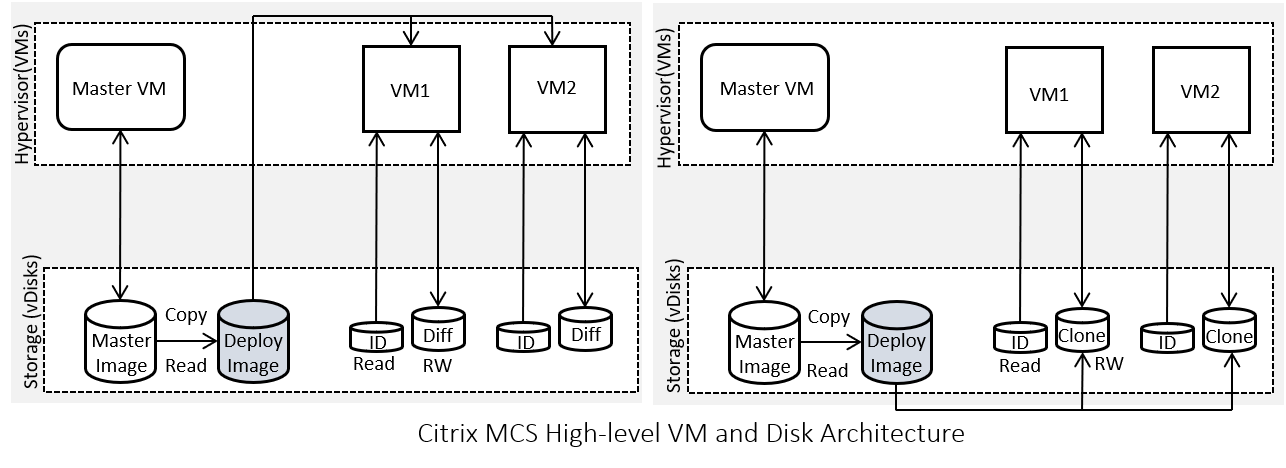 Hypervisor(VMs)
Master VM
VM1
VM2
Storage (vDisks)
Master
Image
Copy
Read
Deploy
Image
ID
Read
Diff
RW
ID
Diff
Hypervisor(VMs)
Master VM
VM1
VM2
Storage (vDisks)
Master
Image
Copy
Read
Deploy
Image
ID
Read
Clone
RW
ID
Clone
Citrix MCS High-level VM and Disk Architecture